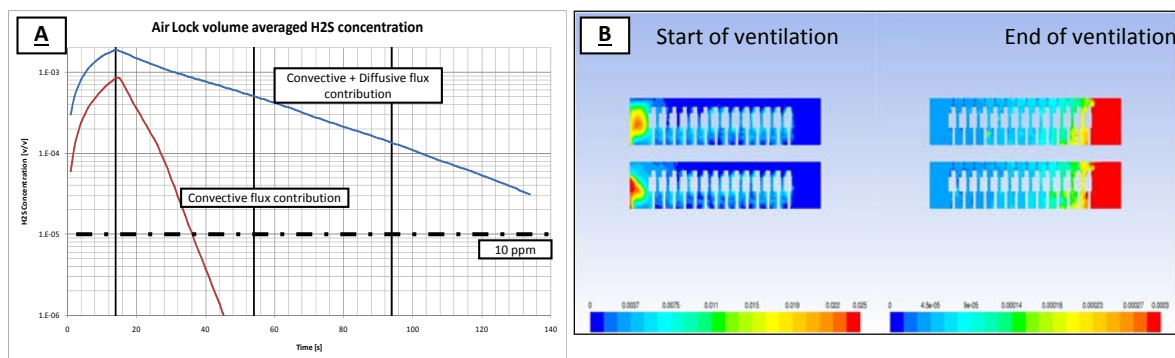 A
Air Lock volume averaged H2S concentration
H2S Concentration [v/v]
1.E-03
1.E-04
1.E-05
1.E-06
Convective + Diffusive flux
contribution
Convective flux contribution
10 ppm
0 20 40 60 80 100 120 140
Time [s]
B
Start of ventilation
End of ventilation
0 0.0037 0.0075 0.011 0.015 0.019 0.022 0.025
0 4.5e-05 9e-05 0.00014 0.00018 0.00023 0.00027 0.0003